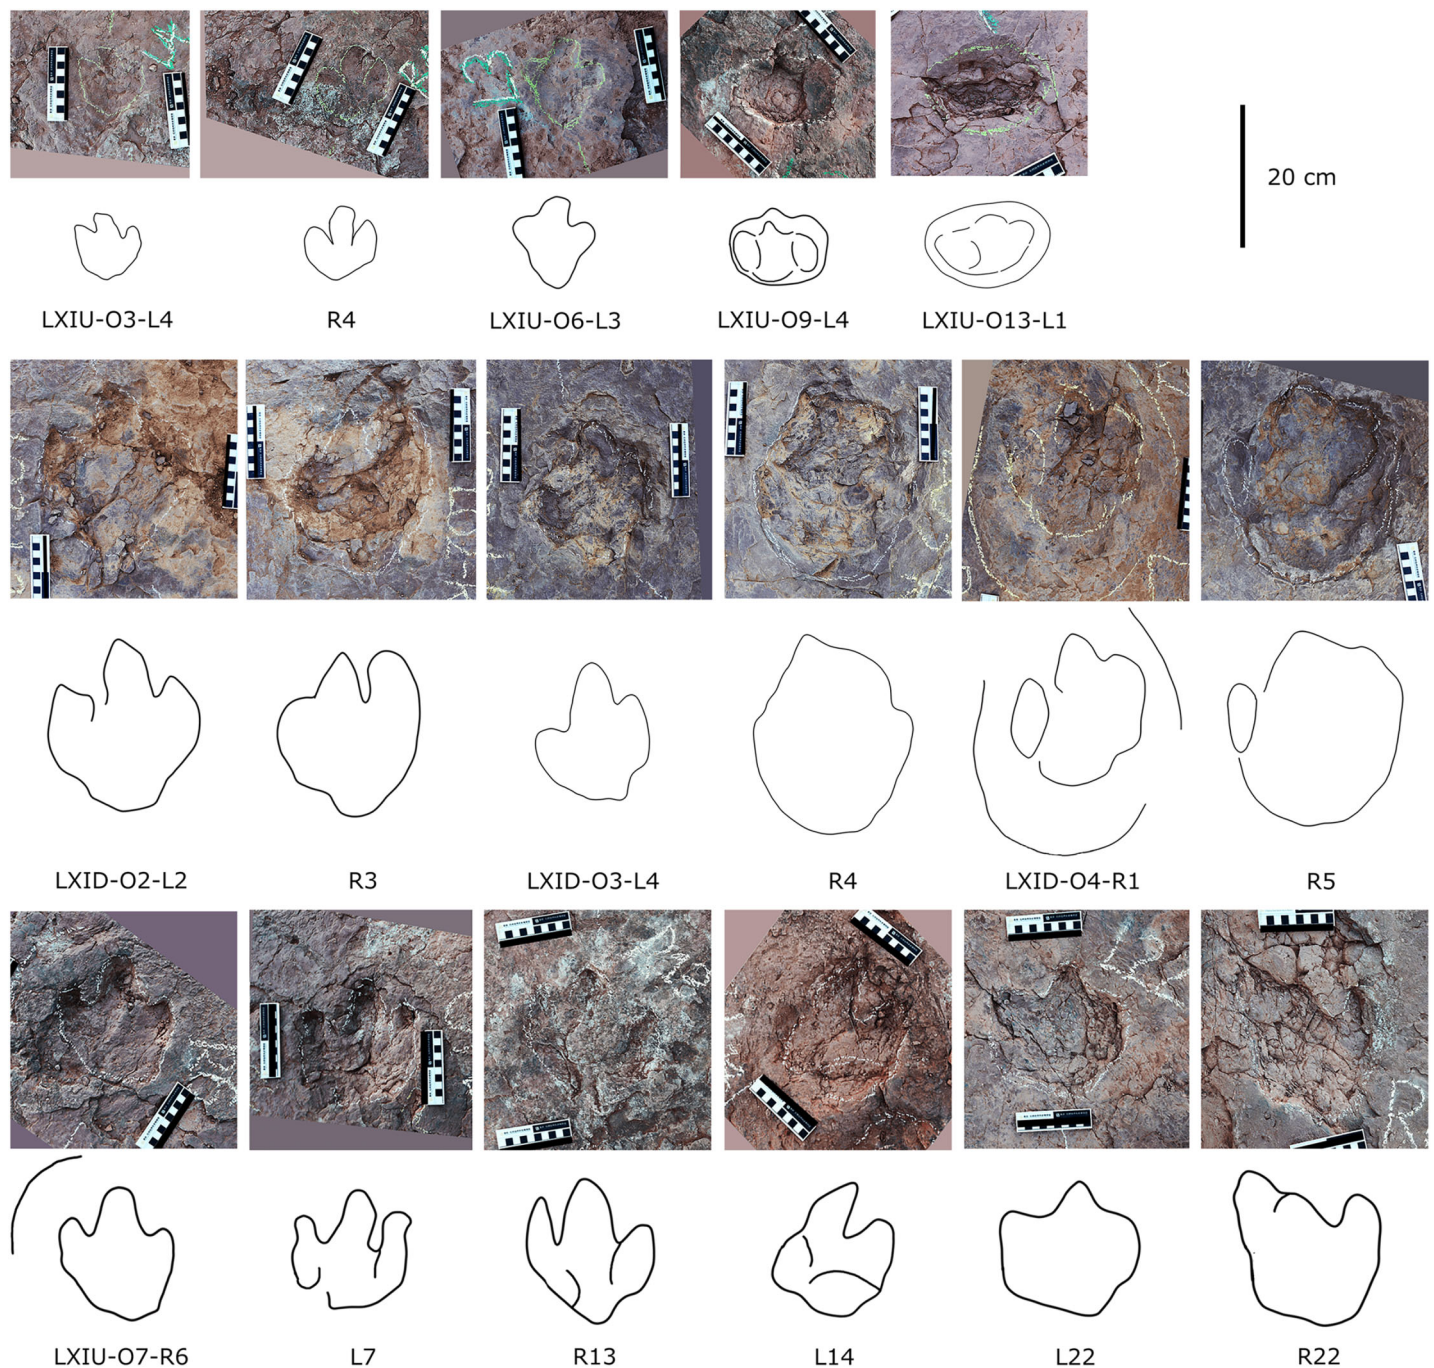 20 cm
LXIU-O3-L4 R4 LXIU-O6-L3 LXIU-O9-L4 LXIU-O13-L1
LXID-O2-L2 R3 LXID-O3-L4 R4 LXID-O4-R1 R5
LXIU-O7-R6 L7 R13 L14 L22 R22